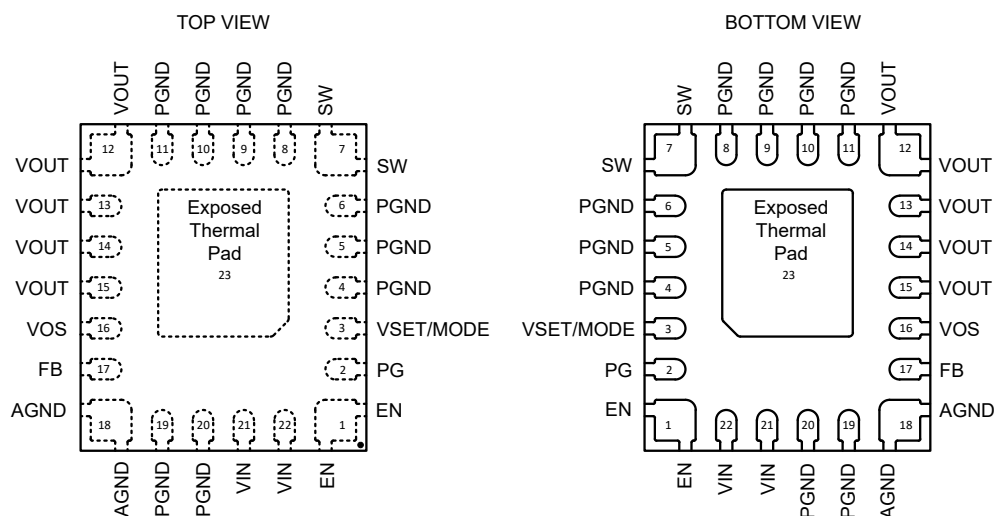 TOP VIEW
VOUT
PGND
PGND
PGND
PGND
SW
12
11
10
9
8
7
VOUT
SW
VOUT
13
6
PGND
VOUT
14
5
PGND
VOUT
15
4
PGND
VOS
16
3
VSET/MODE
FB
17
2
PG
AGND
18
19
20
21
22
1
EN
Exposed
Thermal
Pad
23
AGND
PGND
PGND
VIN
VIN
EN
BOTTOM VIEW
SW
PGND
PGND
PGND
PGND
VOUT
7
8
9
10
11
12
SW
VOUT
PGND
6
13
VOUT
PGND
5
14
VOUT
PGND
4
15
VOUT
VSET/MODE
3
16
VOS
PG
2
17
FB
EN
1
22
21
20
19
18
AGND
Exposed
Thermal
Pad
23
EN
VIN
VIN
PGND
PGND
AGND